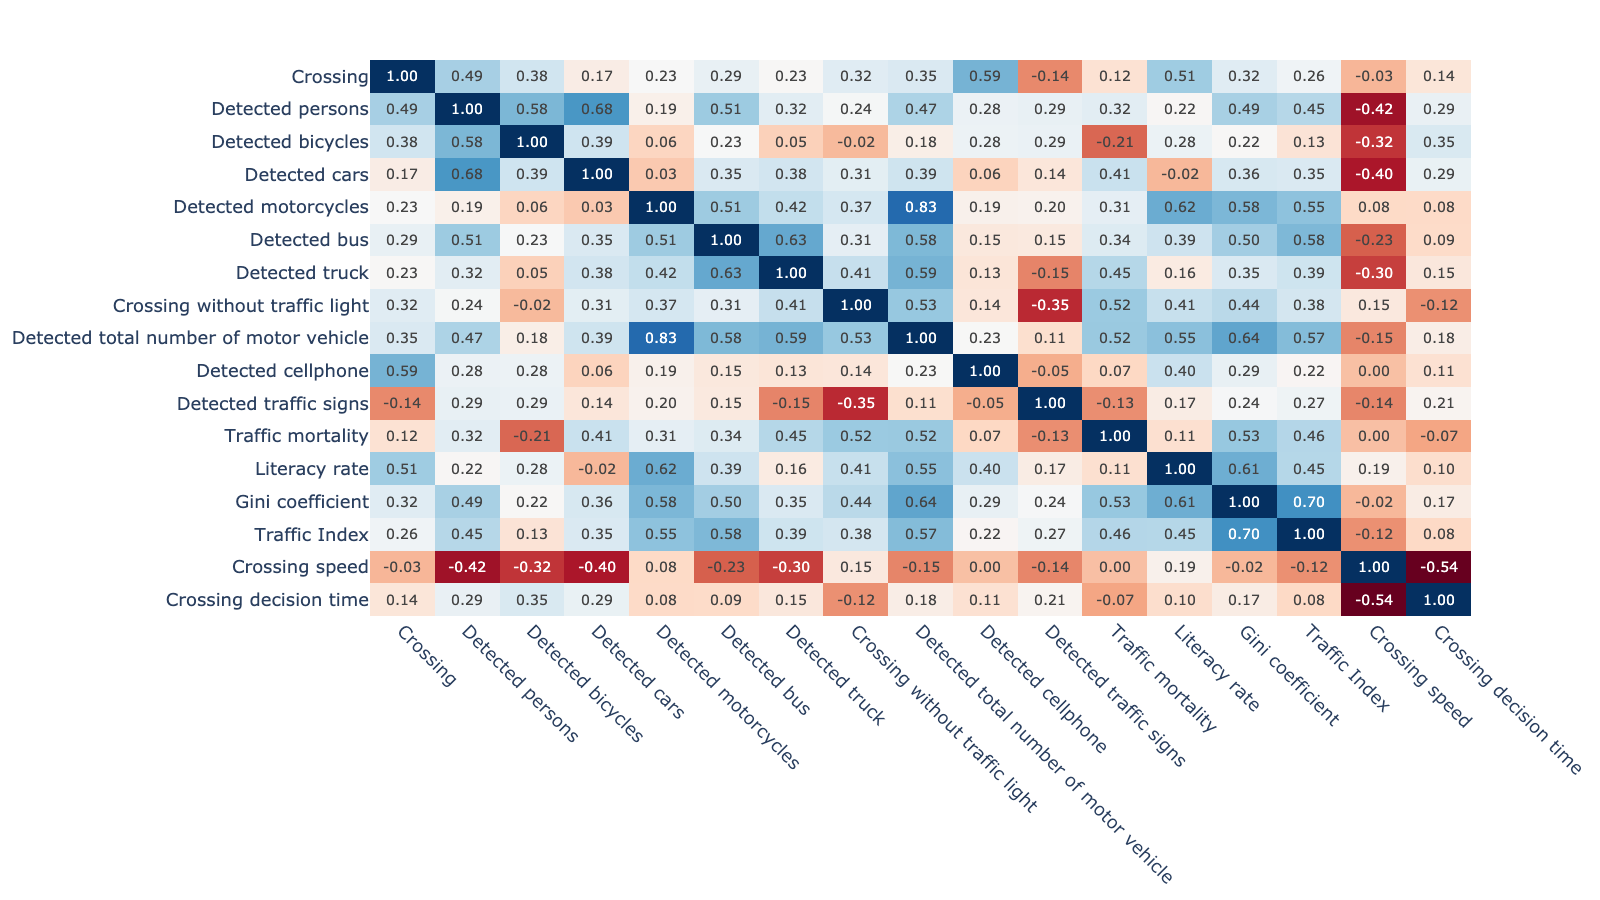 Crossing 1.00 0.49 0.38 0.17 0.23 0.29 0.23 0.32 0.35 0.59 -0.14 0.12 0.51 0.32 0.26 -0.03 0.14
Detected persons 0.49 1.00 0.58 0.68 0.19 0.51 0.32 0.24 0.47 0.28 0.29 0.32 0.22 0.49 0.45 -0.42 0.29
Detected bicycles 0.38 0.58 1.00 0.39 0.06 0.23 0.05 -0.02 0.18 0.28 0.29 -0.21 0.28 0.22 0.13 -0.32 0.35
Detected cars 0.17 0.68 0.39 1.00 0.03 0.35 0.38 0.31 0.39 0.06 0.14 0.41 -0.02 0.36 0.35 -0.40 0.29
Detected motorcycles 0.23 0.19 0.06 0.03 1.00 0.51 0.42 0.37 0.83 0.19 0.20 0.31 0.62 0.58 0.55 0.08 0.08
Detected bus 0.29 0.51 0.23 0.35 0.51 1.00 0.63 0.31 0.58 0.15 0.15 0.34 0.39 0.50 0.58 -0.23 0.09
Detected truck 0.23 0.32 0.05 0.38 0.42 0.63 1.00 0.41 0.59 0.13 -0.15 0.45 0.16 0.35 0.39 -0.30 0.15
Crossing without traffic light 0.32 0.24 -0.02 0.31 0.37 0.31 0.41 1.00 0.53 0.14 -0.35 0.52 0.41 0.44 0.38 0.15 -0.12
Detected total number of motor vehicle 0.35 0.47 0.18 0.39 0.83 0.58 0.59 0.53 1.00 0.23 0.11 0.52 0.55 0.64 0.57 -0.15 0.18
Detected cellphone 0.59 0.28 0.28 0.06 0.19 0.15 0.13 0.14 0.23 1.00 -0.05 0.07 0.40 0.29 0.22 0.00 0.11
Detected traffic signs -0.14 0.29 0.29 0.14 0.20 0.15 -0.15 -0.35 0.11 -0.05 1.00 -0.13 0.17 0.24 0.27 -0.14 0.21
Traffic mortality 0.12 0.32 -0.21 0.41 0.31 0.34 0.45 0.52 0.52 0.07 -0.13 1.00 0.11 0.53 0.46 0.00 -0.07
Literacy rate 0.51 0.22 0.28 -0.02 0.62 0.39 0.16 0.41 0.55 0.40 0.17 0.11 1.00 0.61 0.45 0.19 0.10
Gini coefficient 0.32 0.49 0.22 0.36 0.58 0.50 0.35 0.44 0.64 0.29 0.24 0.53 0.61 1.00 0.70 -0.02 0.17
Traffic Index 0.26 0.45 0.13 0.35 0.55 0.58 0.39 0.38 0.57 0.22 0.27 0.46 0.45 0.70 1.00 -0.12 0.08
Crossing speed -0.03 -0.42 -0.32 -0.40 0.08 -0.23 -0.30 0.15 -0.15 0.00 -0.14 0.00 0.19 -0.02 -0.12 1.00 -0.54
Crossing decision time 0.14 0.29 0.35 0.29 0.08 0.09 0.15 -0.12 0.18 0.11 0.21 -0.07 0.10 0.17 0.08 -0.54 1.00
Crossing
Detected persons
Detected bicycles
Detected cars
Detected motorcycles
Detected bus
Detected truck
Crossing without traffic light
Detected total number of motor vehicle
Detected cellphone
Detected traffic signs
Traffic mortality
Literacy rate
Gini coefficient
Traffic Index
Crossing speed
Crossing decision time